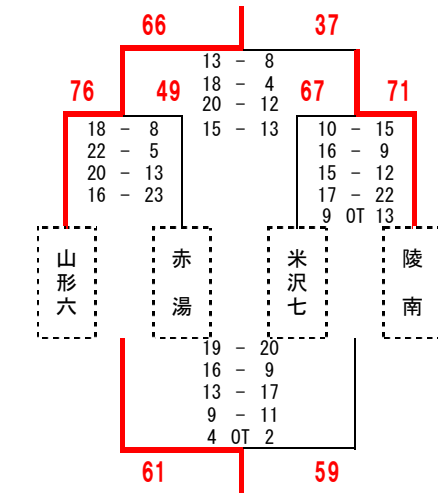 66 37
13 － 8
18 － 4
20 － 12
15 － 13
76 49 67 71
18 － 8
22 － 5
20 － 13
16 － 23
10 － 15
16 － 9
15 － 12
17 － 22
9 OT 13
山形六
赤湯
米沢七
陵南
19 － 20
16 － 9
13 － 17
9 － 11
4 OT 2
61 59